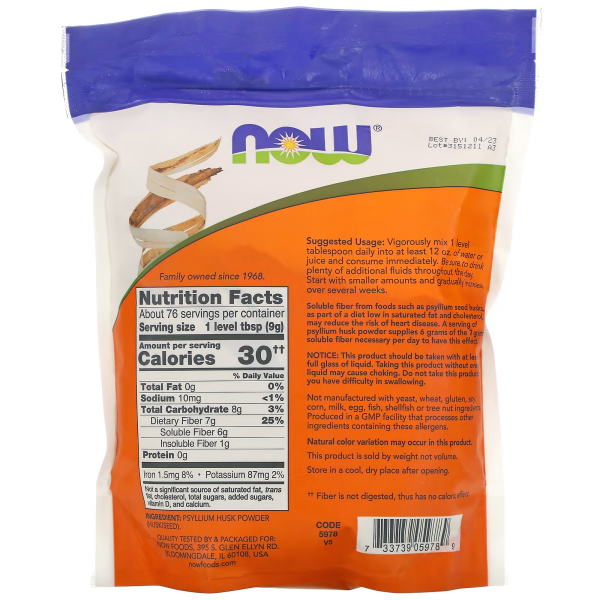 now®
BEST BY: 04/23
Lot#3151211 A3
Family owned since 1968.
Nutrition Facts
About 76 servings per container
Serving size 1 level tbsp (9g)
Amount per serving
Calories 30††
% Daily Value
Total Fat 0g 0%
Sodium 10mg <1%
Total Carbohydrate 8g 3%
Dietary Fiber 7g 25%
Soluble Fiber 6g
Insoluble Fiber 1g
Protein 0g
Iron 1.5mg 8% • Potassium 87mg 2%
Not a significant source of saturated fat, trans
fat, cholesterol, total sugars, added sugars,
vitamin D, and calcium.
INGREDIENT: PSYLLIUM HUSK POWDER
(HUSK/SEED).
QUALITY TESTED BY & PACKAGED FOR:
NOW FOODS, 395 S. GLEN ELLYN RD.
BLOOMINGDALE, IL 60108, USA
nowfoods.com
Suggested Usage: Vigorously mix 1 level
tablespoon daily into at least 12 oz. of water or
juice and consume immediately. Be sure to drink
plenty of additional fluids throughout the day.
Start with smaller amounts and gradually increase
over several weeks.
Soluble fiber from foods such as psyllium seed husk,
as part of a diet low in saturated fat and cholesterol,
may reduce the risk of heart disease. A serving of
psyllium husk powder supplies 6 grams of the 7 grams
soluble fiber necessary per day to have this effect.
NOTICE: This product should be taken with at least a
full glass of liquid. Taking this product without enough
liquid may cause choking. Do not take this product if
you have difficulty in swallowing.
Not manufactured with yeast, wheat, gluten, soy,
corn, milk, egg, fish, shellfish or tree nut ingredients.
Produced in a GMP facility that processes other
ingredients containing these allergens.
Natural color variation may occur in this product.
This product is sold by weight not volume.
Store in a cool, dry place after opening.
†† Fiber is not digested, thus has no caloric effect.
CODE
5978
V5
7 33739 05978 9